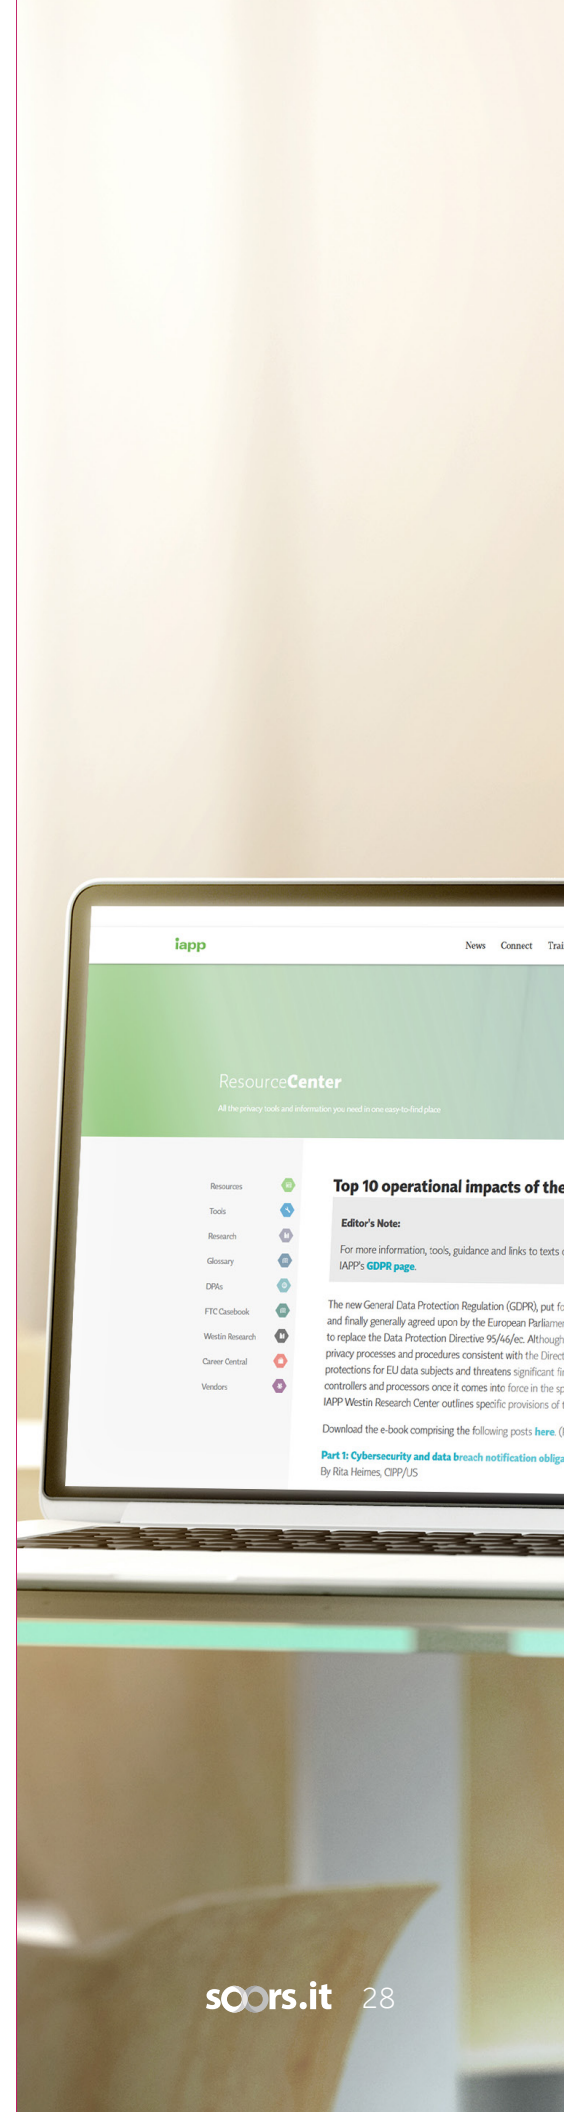 iapp
News Connect
ResourceCenter
All the privacy tools and information you need in one easy-to-find place
Resources
Tools
Research
Glossary
DPAs
FTC Casebook
Westin Research
Career Central
Vendors
Top 10 operational impacts of the
Editor's Note:
For more information, tools, guidance and links to texts
IAPP's GDPR page.
The new General Data Protection Regulation (GDPR), put
and finally generally agreed upon by the European
to replace the Data Protection Directive 95/46/ec. Although
privacy processes and procedures consistent with the
protections for EU data subjects and threatens significant
controllers and processors once it comes into force in the
IAPP Westin Research Center outlines specific provisions of
Download the e-book comprising the following posts here.
Part 1: Cybersecurity and data breach notification
By Rita Heimes, CIPP/US
soors.it 28